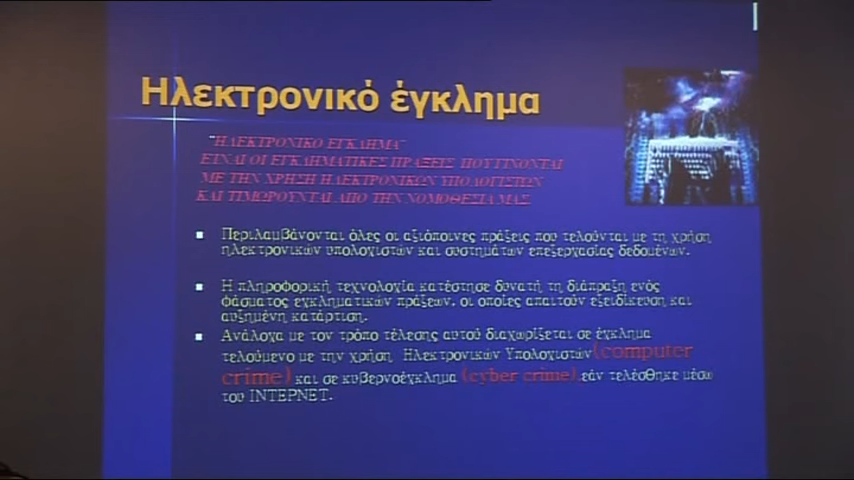 Ηλεκτρονικό έγκλημα
"ΗΛΕΚΤΡΟΝΙΚΟ ΕΓΚΛΗΜΑ"
ΕΙΝΑΙ ΟΙ ΕΓΚΛΗΜΑΤΙΚΕΣ ΠΡΑΞΕΙΣ ΠΟΥ ΓΙΝΟΝΤΑΙ
ΜΕ ΤΗΝ ΧΡΗΣΗ ΗΛΕΚΤΡΟΝΙΚΩΝ ΥΠΟΛΟΓΙΣΤΩΝ
ΚΑΙ ΤΙΜΩΡΟΥΝΤΑΙ ΑΠΟ ΤΗΝ ΝΟΜΟΘΕΣΙΑ ΜΑΣ
Περιλαμβάνονται όλες οι αξιόποινες πράξεις που τελούνται με τη χρήση
ηλεκτρονικών υπολογιστών και συστημάτων επεξεργασίας δεδομένων.
Η πληροφορική τεχνολογία κατέστησε δυνατή τη διάπραξη ενός
φάσματος εγκληματικών πράξεων, οι οποίες απαιτούν εξειδίκευση και
αυξημένη κατάρτιση.
Ανάλογα με τον τρόπο τέλεσης αυτού διαχωρίζεται σε έγκλημα
τελούμενο με την χρήση Ηλεκτρονικών Υπολογιστών (computer
crime) και σε κυβερνοέγκλημα (cyber crime), εάν τελέσθηκε μέσω
του INTERNET.